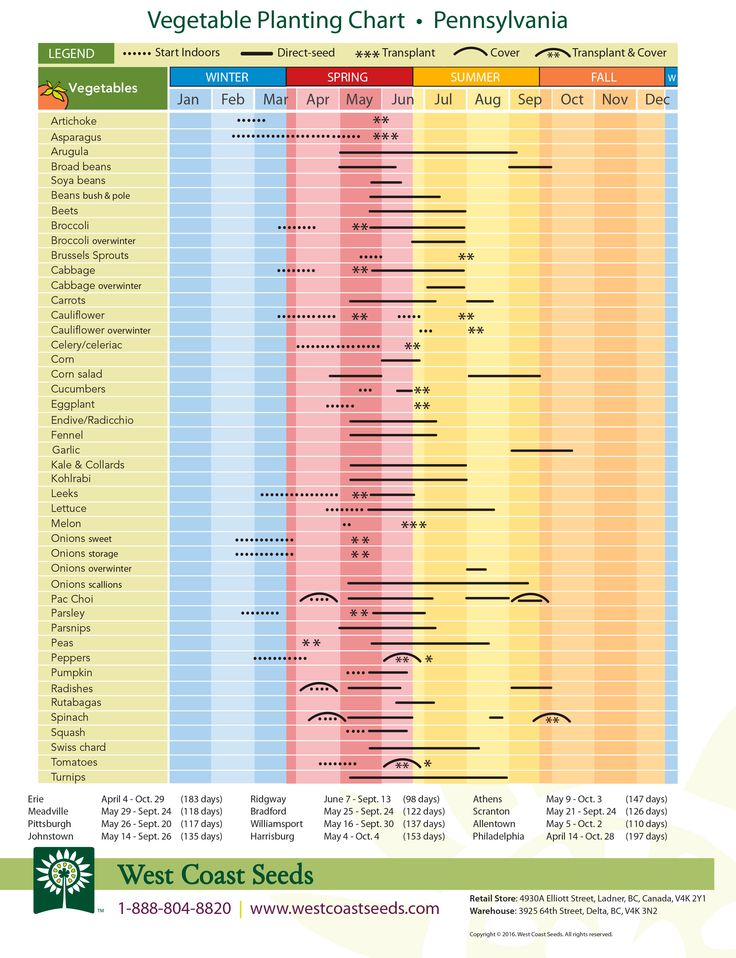 Vegetable Planting Chart • Pennsylvania
LEGEND Start Indoors Direct-seed *** Transplant Cover ** Transplant & Cover
Vegetables WINTER SPRING SUMMER FALL W
Jan Feb Mar Apr May Jun Jul Aug Sep Oct Nov Dec
Artichoke **
Asparagus ***
Arugula
Broad beans
Soya beans
Beans bush & pole
Beets
Broccoli **
Broccoli overwinter
Brussels Sprouts **
Cabbage **
Cabbage overwinter
Carrots
Cauliflower ** **
Cauliflower overwinter **
Celery/celeriac **
Corn
Corn salad
Cucumbers **
Eggplant **
Endive/Radicchio
Fennel
Garlic
Kale & Collards
Kohlrabi
Leeks **
Lettuce
Melon ***
Onions sweet **
Onions storage **
Onions overwinter
Onions scallions
Pac Choi
Parsley **
Parsnips
Peas **
Peppers ** *
Pumpkin
Radishes
Rutabagas
Spinach **
Squash
Swiss chard
Tomatoes ** *
Turnips
Erie April 4 - Oct. 29 (183 days) Ridgway June 7 - Sept. 13 (98 days) Athens May 9 - Oct. 3 (147 days)
Meadville May 29 - Sept. 24 (118 days) Bradford May 25 - Sept. 24 (122 days) Scranton May 21 - Sept. 24 (126 days)
Pittsburgh May 26 - Sept. 20 (117 days) Williamsport May 16 - Sept. 30 (137 days) Allentown May 5 - Oct. 2 (110 days)
Johnstown May 14 - Sept. 26 (135 days) Harrisburg May 4 - Oct. 4 (153 days) Philadelphia April 14 - Oct. 28 (197 days)
West Coast Seeds
TM
1-888-804-8820 | www.westcoastseeds.com
Retail Store: 4930A Elliott Street, Ladner, BC, Canada, V4K 2Y1
Warehouse: 3925 64th Street, Delta, BC, V4K 3N2
Copyright © 2016. West Coast Seeds. All rights reserved.